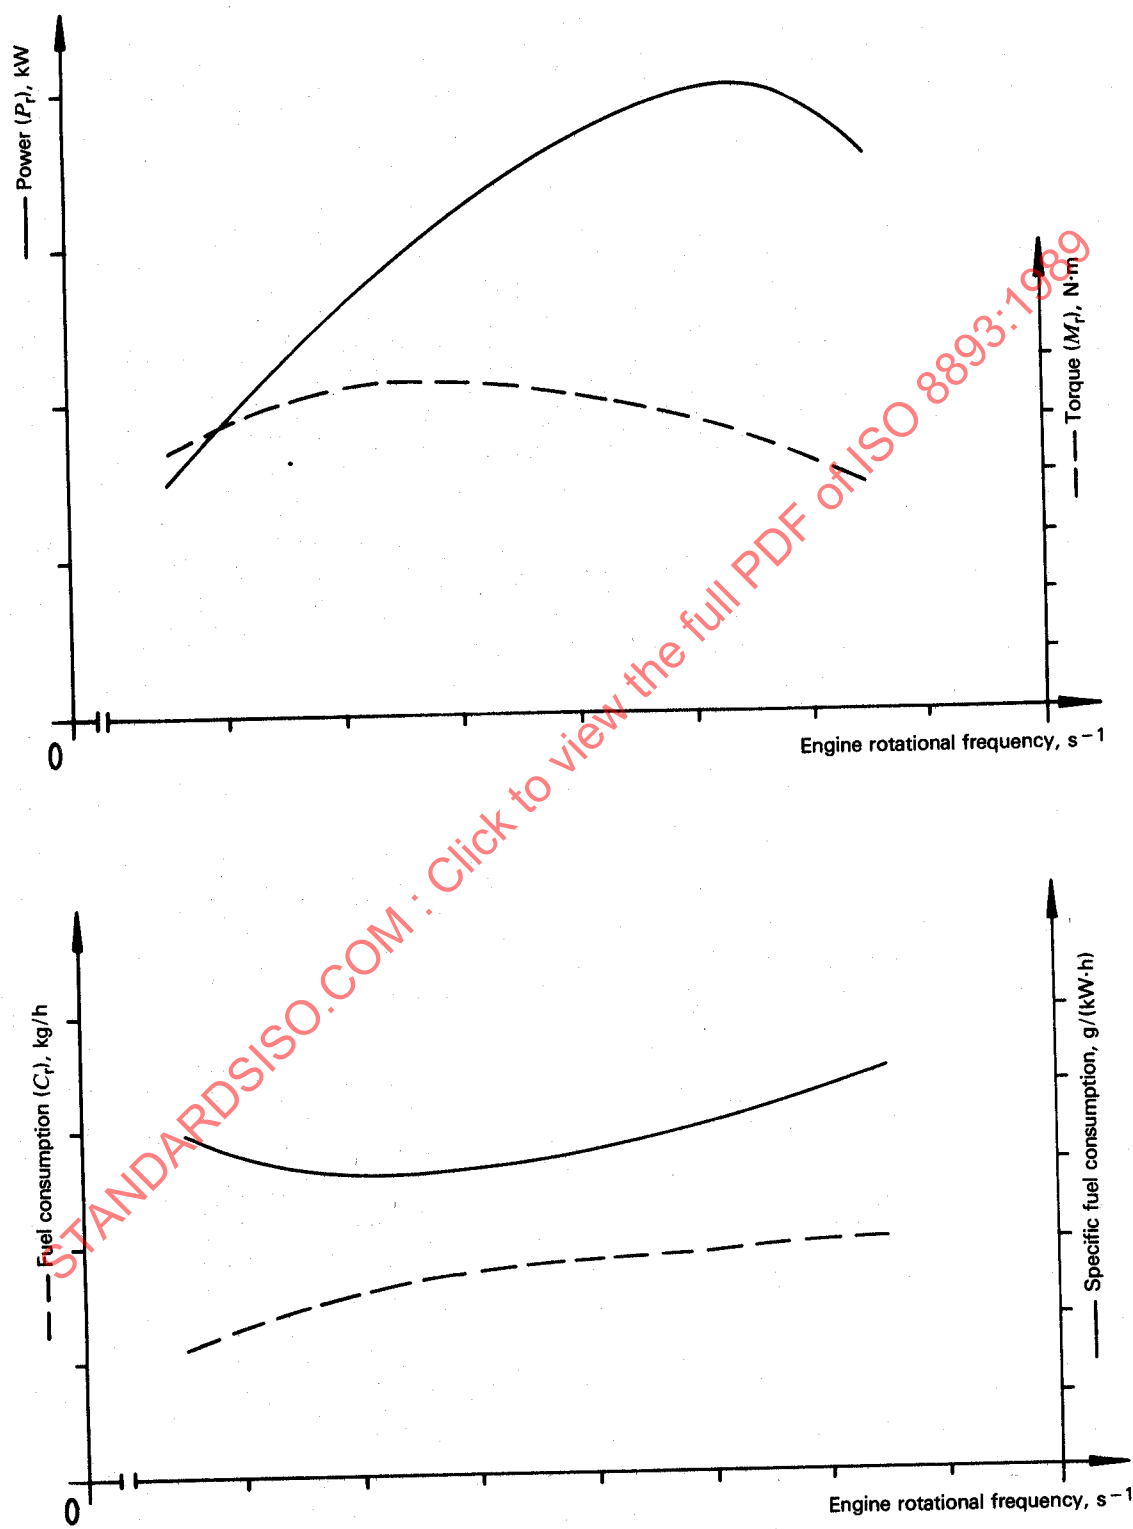 Power (Pr), kW
Torque (Mr), N·m
0
Engine rotational frequency, s−1
Fuel consumption (Cr), kg/h
Specific fuel consumption, g/(kW·h)
0
Engine rotational frequency, s−1
STANDARDSISO.COM : Click to view the full PDF of ISO 8893:1989